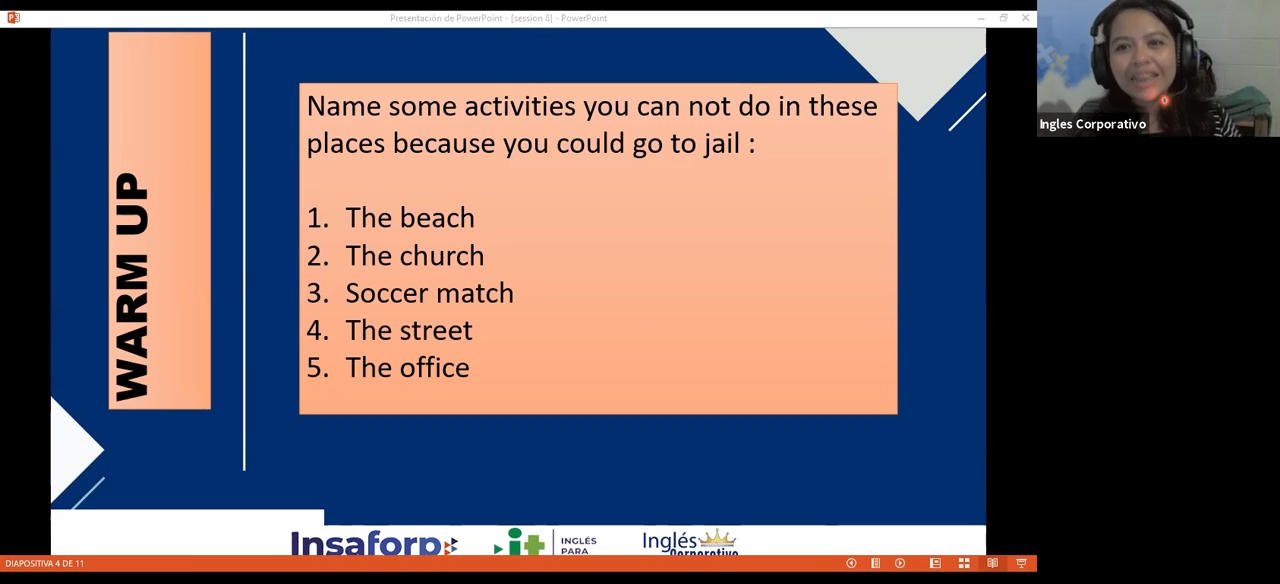 Presentación de PowerPoint - [session 8] - PowerPoint
WARM UP
Name some activities you can not do in these
places because you could go to jail :
1. The beach
2. The church
3. Soccer match
4. The street
5. The office
Insaforp
it
INGLÉS
PARA
Inglés
Corporativo
DIAPOSITIVA 4 DE 11
Ingles Corporativo